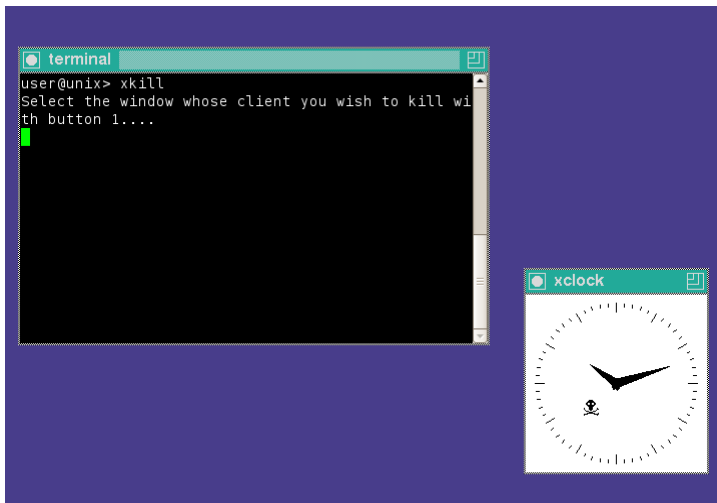 terminal
user@unix> xkill
Select the window whose client you wish to kill wi
th button 1....
xclock